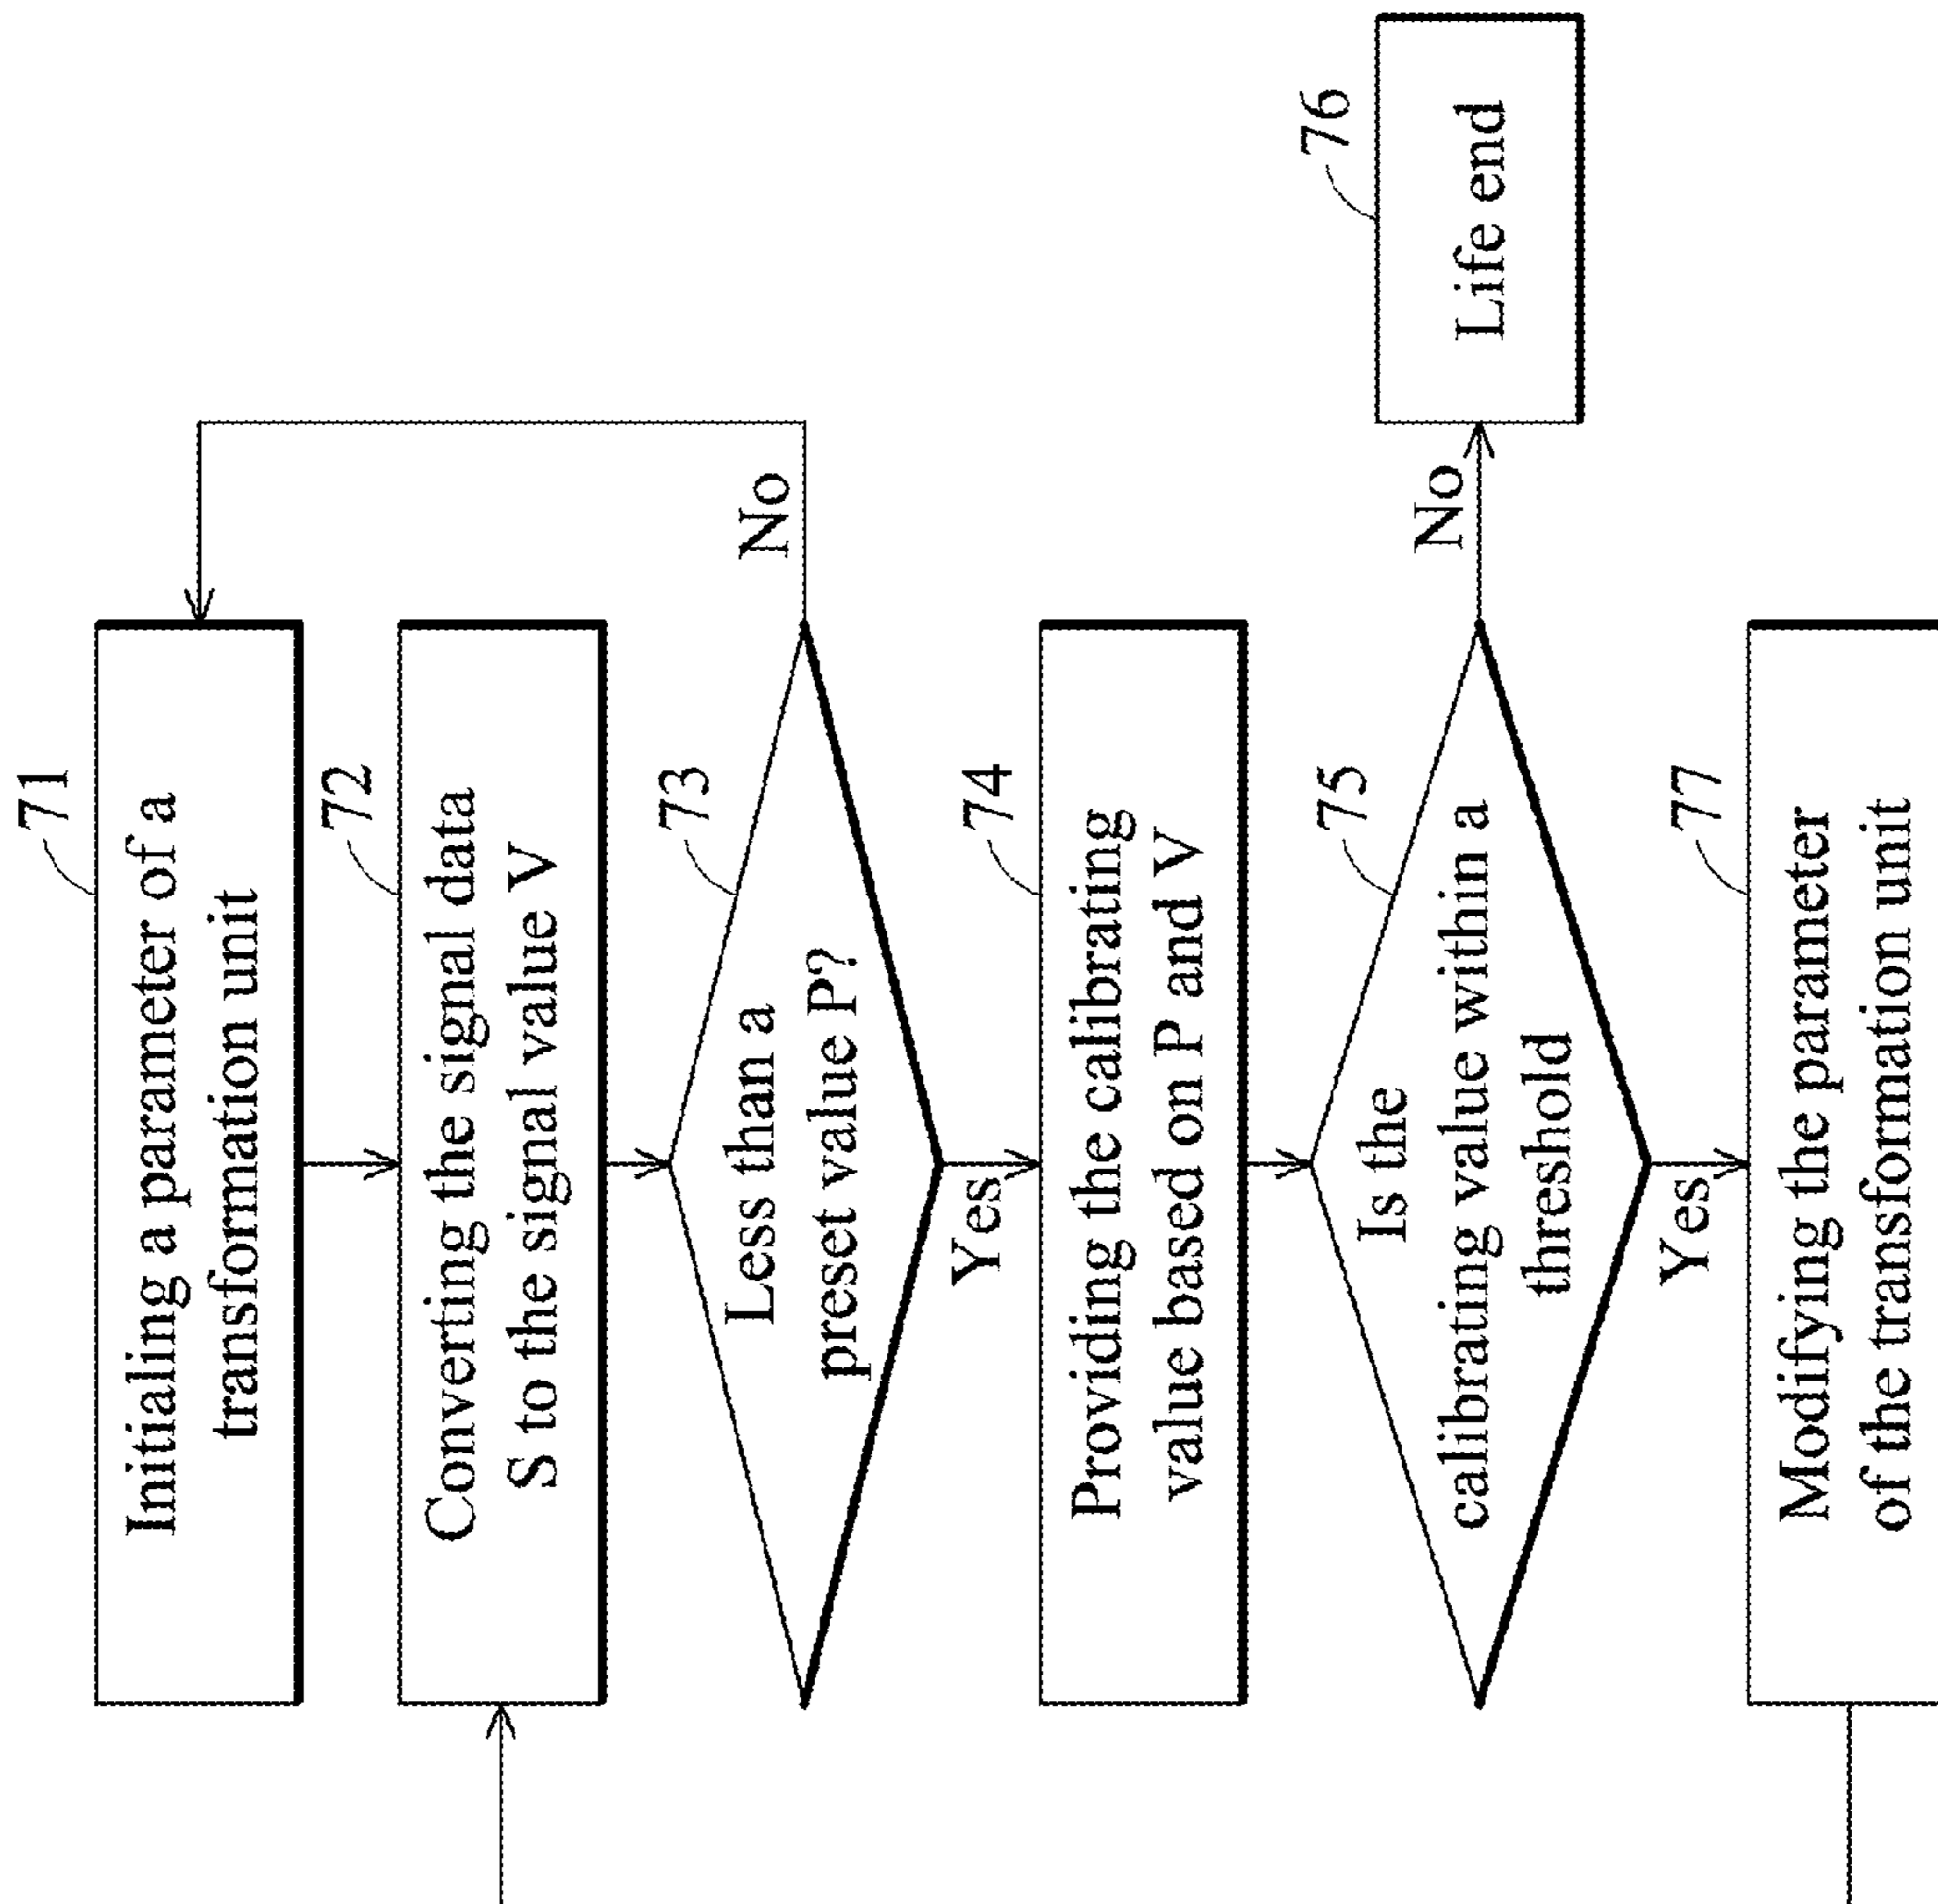 71
Initialing a parameter of a
transformation unit
72
Converting the signal data
S to the signal value V
73
Less than a
preset value P?
No
Yes
74
Providing the calibrating
value based on P and V
75
Is the
calibrating value within a
threshold
No
76
Life end
Yes
77
Modifying the parameter
of the transformation unit